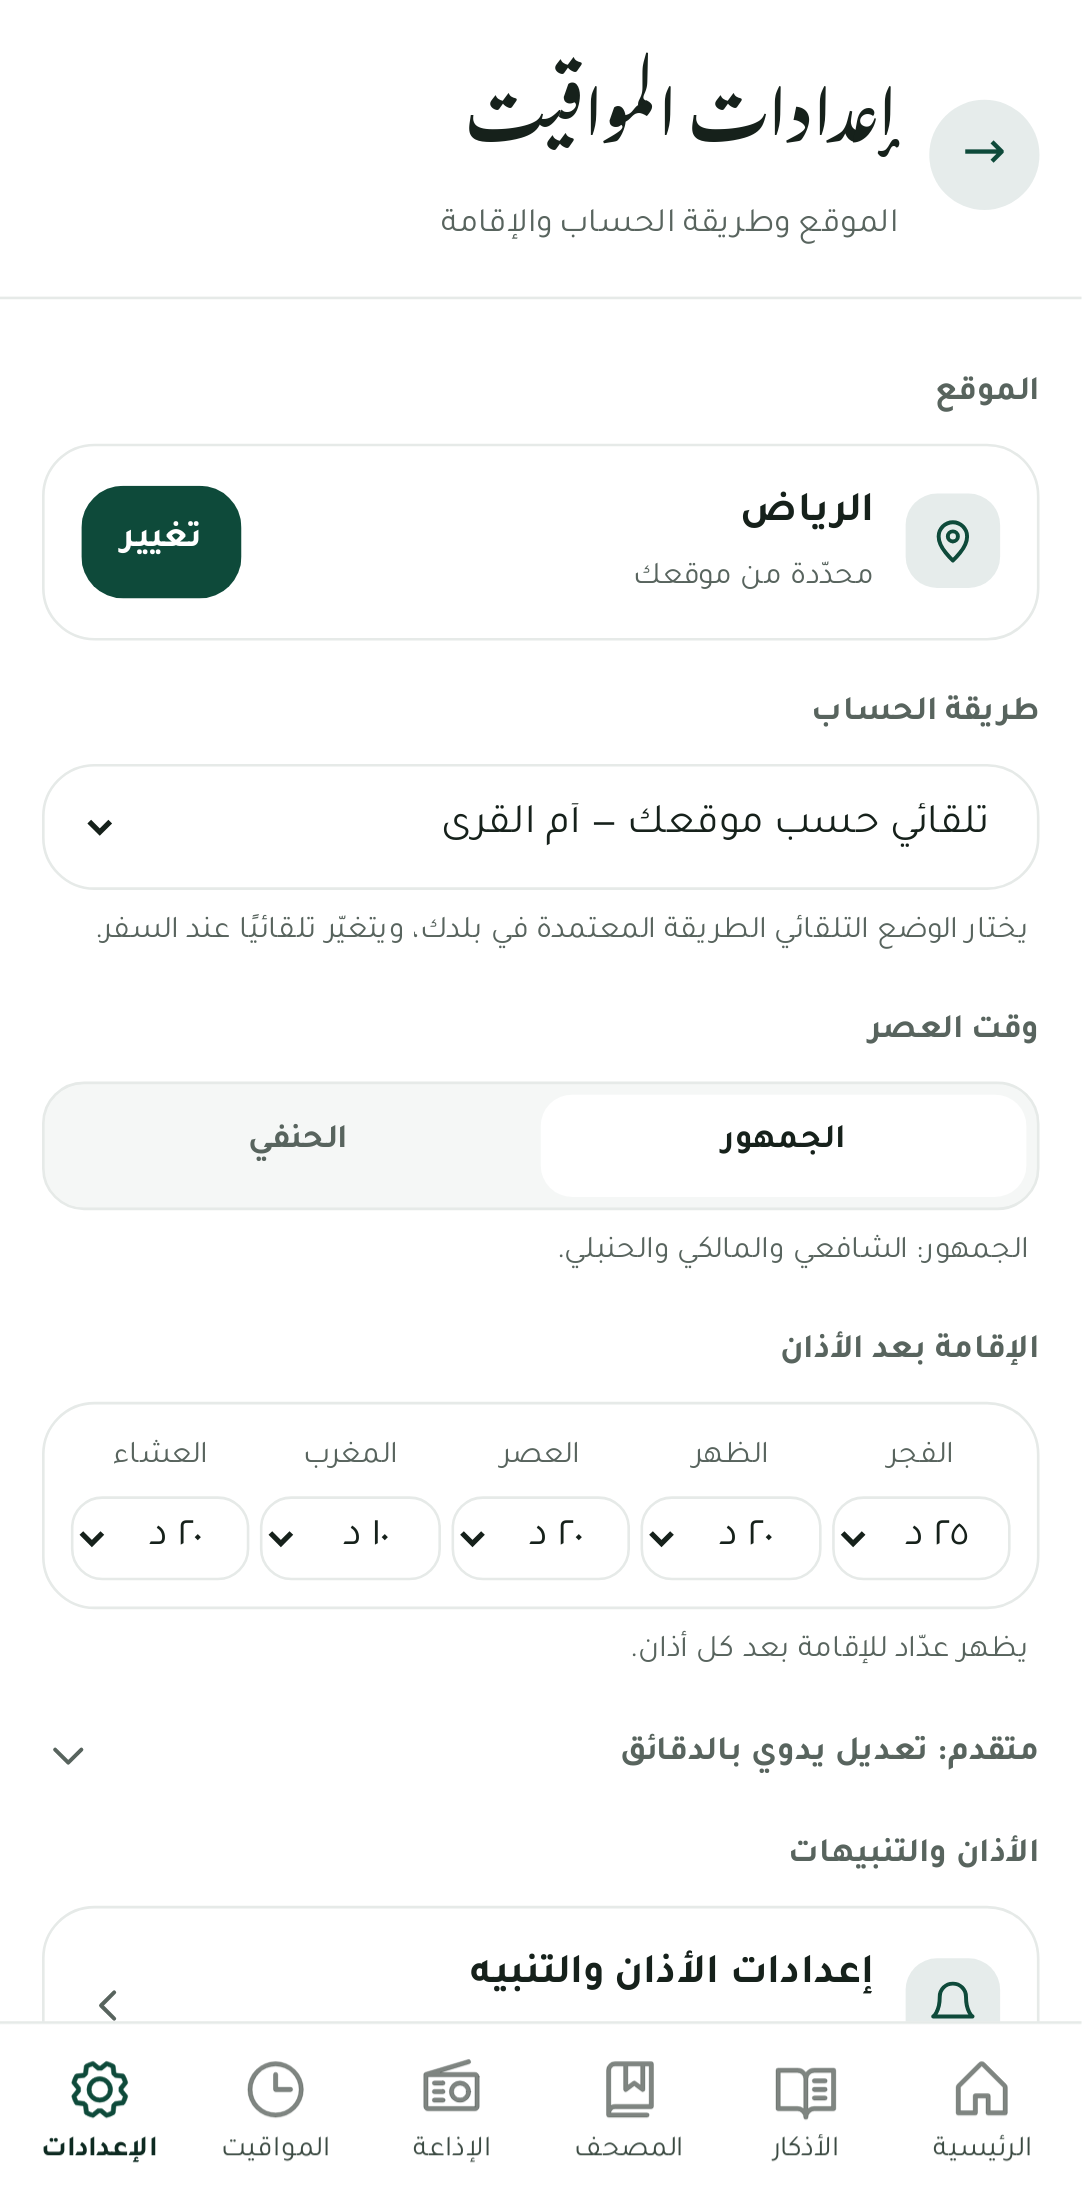 إعدادات المواقيت
الموقع وطريقة الحساب والإقامة
الموقع
الرياض
محدّدة من موقعك
تغيير
طريقة الحساب
تلقائي حسب موقعك – أم القرى
يختار الوضع التلقائي الطريقة المعتمدة في بلدك، ويتغيّر تلقائيًا عند السفر.
وقت العصر
الجمهور الحنفي
الجمهور: الشافعي والمالكي والحنبلي.
الإقامة بعد الأذان
الفجر الظهر العصر المغرب العشاء
٢٥ د ٢٠ د ٢٠ د ١٠ د ٢٠ د
يظهر عدّاد للإقامة بعد كل أذان.
متقدم: تعديل يدوي بالدقائق
الأذان والتنبيهات
إعدادات الأذان والتنبيه
الرئيسية الأذكار المصحف الإذاعة المواقيت الإعدادات